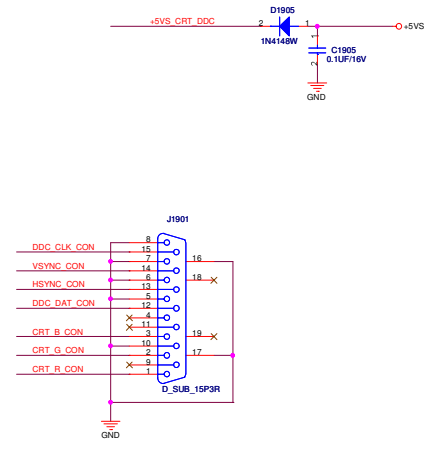 D1905
+5VS_CRT_DDC 2 1 +5VS
1N4148W
1
C1905
0.1UF/16V
2
GND
J1901
8
DDC_CLK_CON 15
7 16
VSYNC_CON 14
6 18
HSYNC_CON 13
5
DDC_DAT_CON 12
4
11
CRT_B_CON 3 19
10
CRT_G_CON 2 17
9
CRT_R_CON 1
D_SUB_15P3R
GND